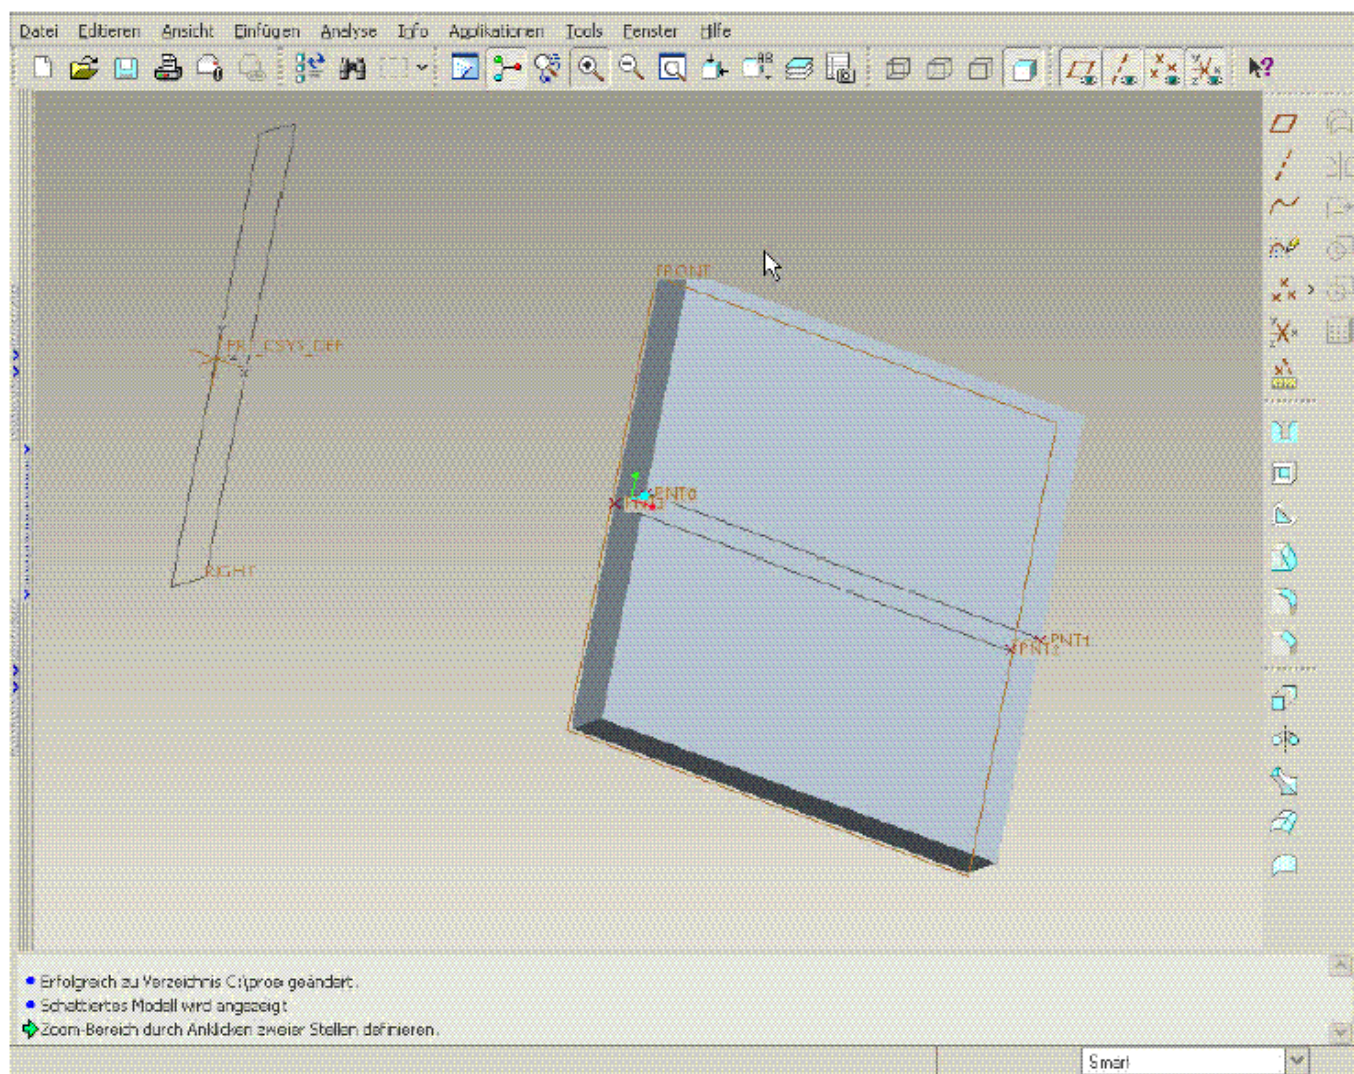 Datei Editieren Ansicht Einfügen Analyse Info Applikationen Tools Fenster Hilfe
FRONT
PRT_CSYS_DEF
PNT0
RIGHT
PNT1
PNT2
Erfolgreich zu Verzeichnis C:\proe geändert.
Schattiertes Modell wird angezeigt
Zoom-Bereich durch Anklicken zweier Stellen definieren.
Smart